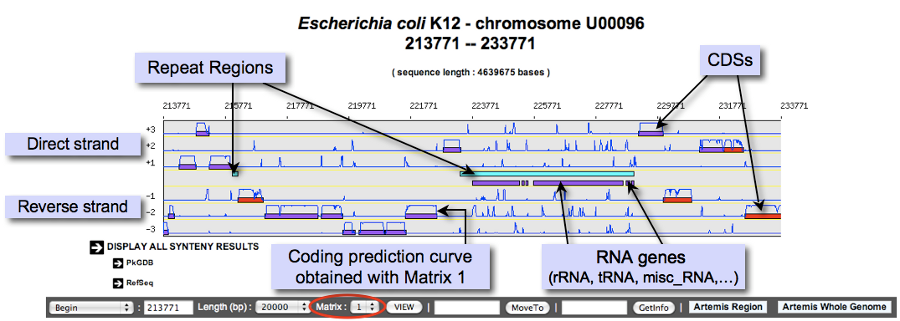 Escherichia coli K12 - chromosome U00096
213771 -- 233771
( sequence length : 4639675 bases )
CDSs
Repeat Regions
213771 215771 217771 219771 221771 223771 225771 227771 229771 231771 233771
+3
Direct strand
+2
+1
-1
Reverse strand
-2
-3
DISPLAY ALL SYNTENY RESULTS
PkGDB
RefSeq
Coding prediction curve
obtained with Matrix 1
RNA genes
(rRNA, tRNA, misc_RNA,...)
Begin : 213771 Length (bp) : 20000 Matrix : 1 VIEW | MoveTo | GetInfo | Artemis Region Artemis Whole Genome